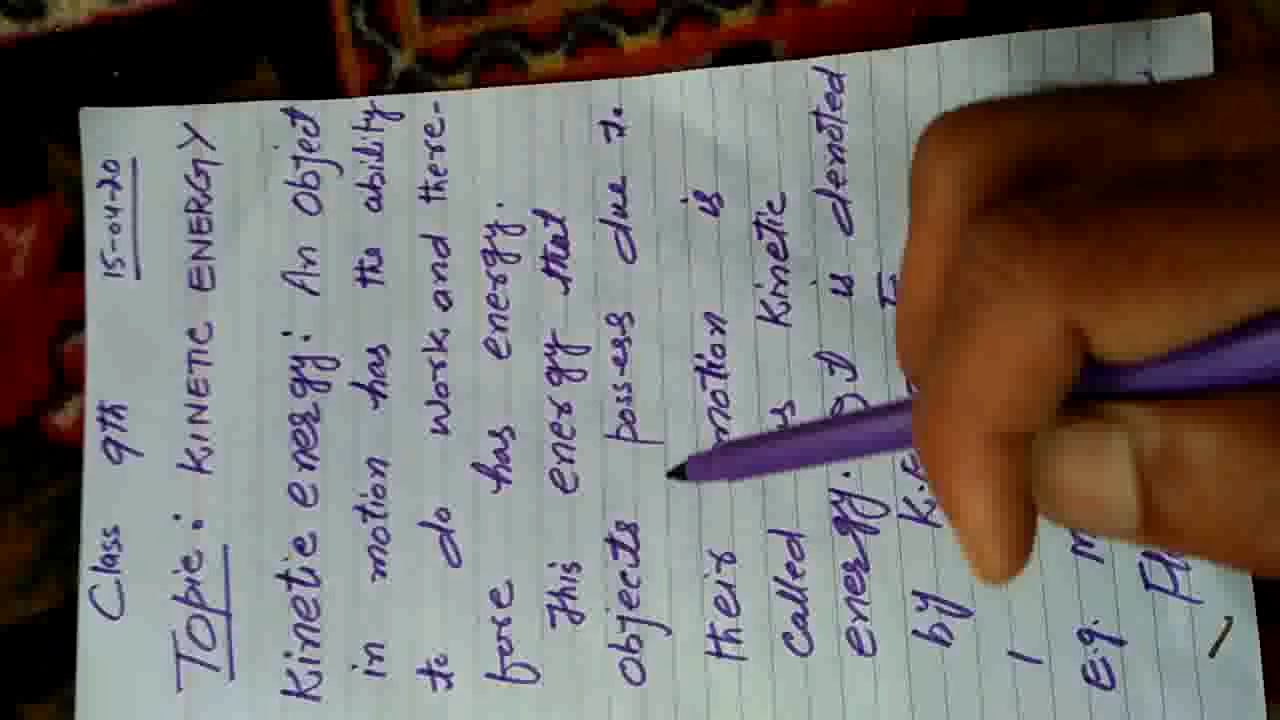 Class 9th 15-04-20
Topic: KINETIC ENERGY
Kinetic energy: An object
in motion has the ability
to do work, and there-
fore has energy.
This energy that
objects posses due to
their motion is
called as kinetic
energy. It is denoted
by K.E
e.g.